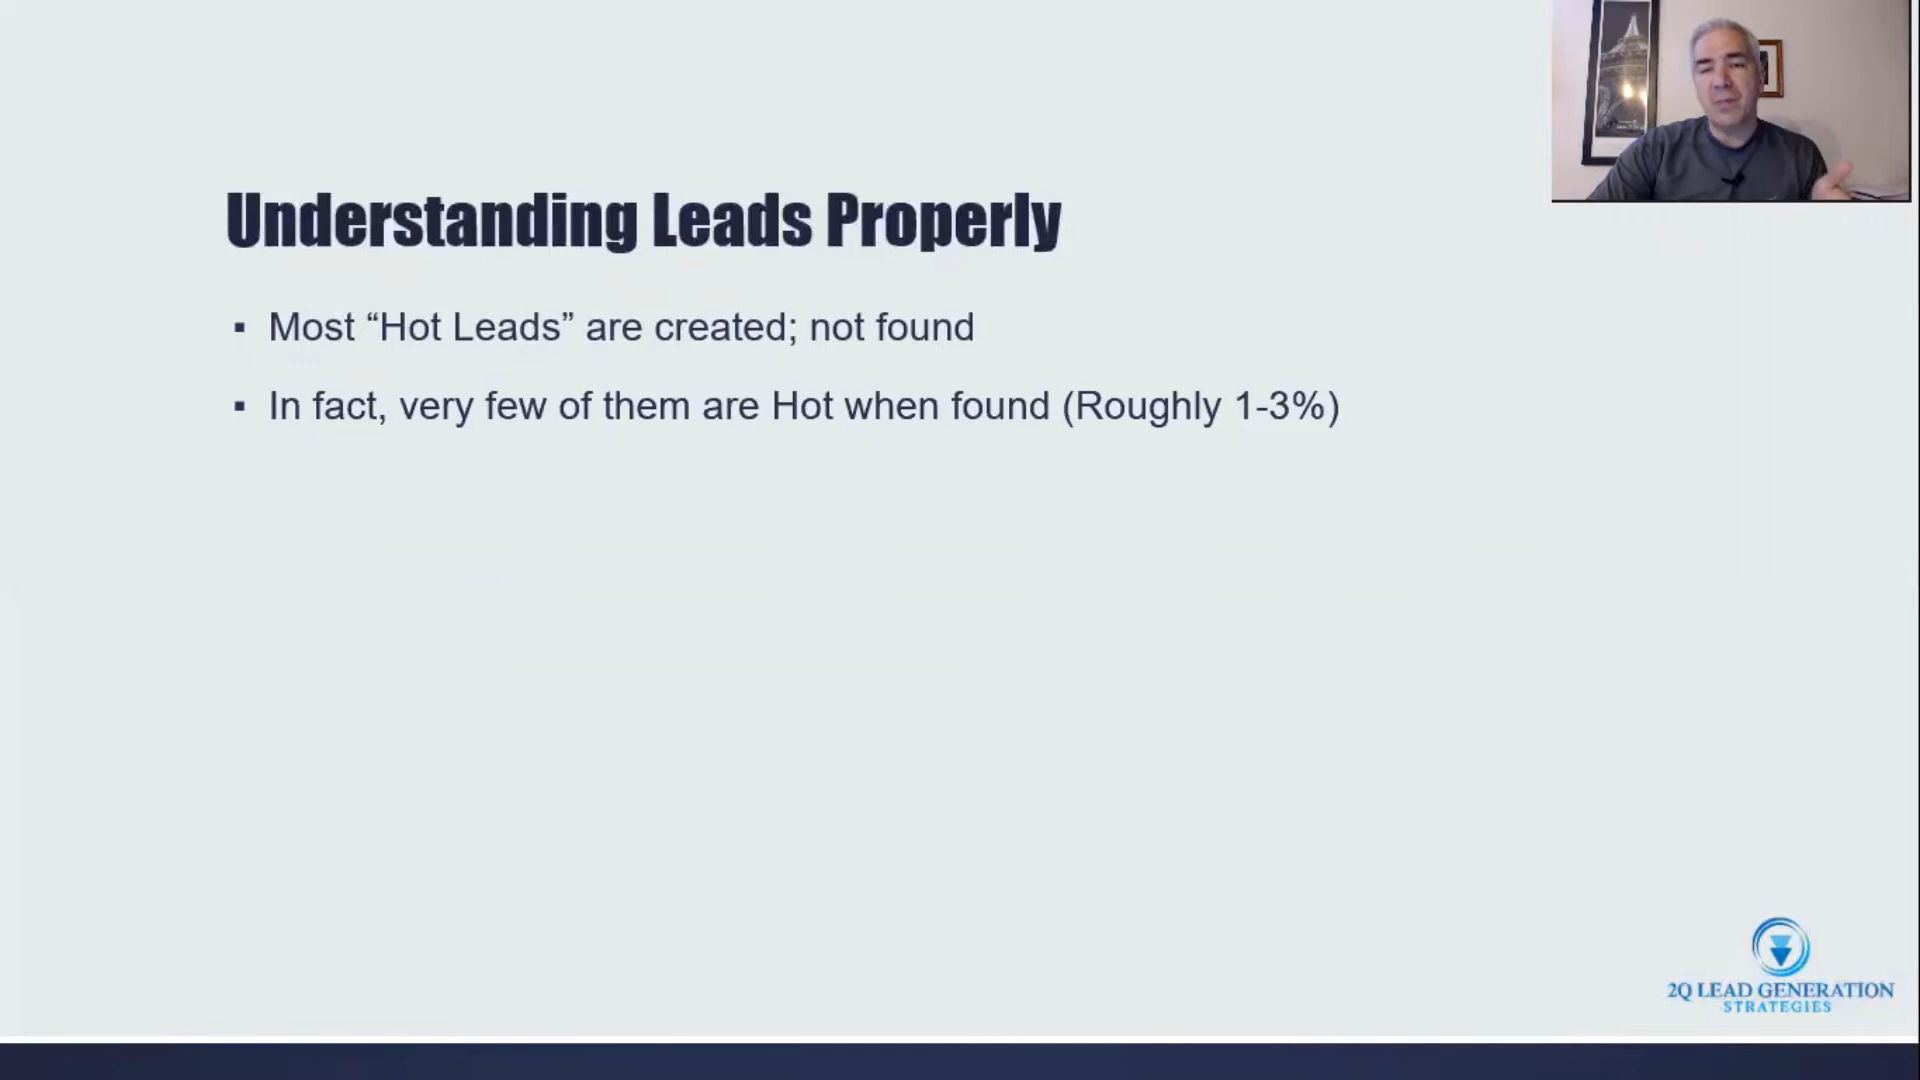 Understanding Leads Properly
▪ Most “Hot Leads” are created; not found
▪ In fact, very few of them are Hot when found (Roughly 1-3%)
2Q LEAD GENERATION
STRATEGIES